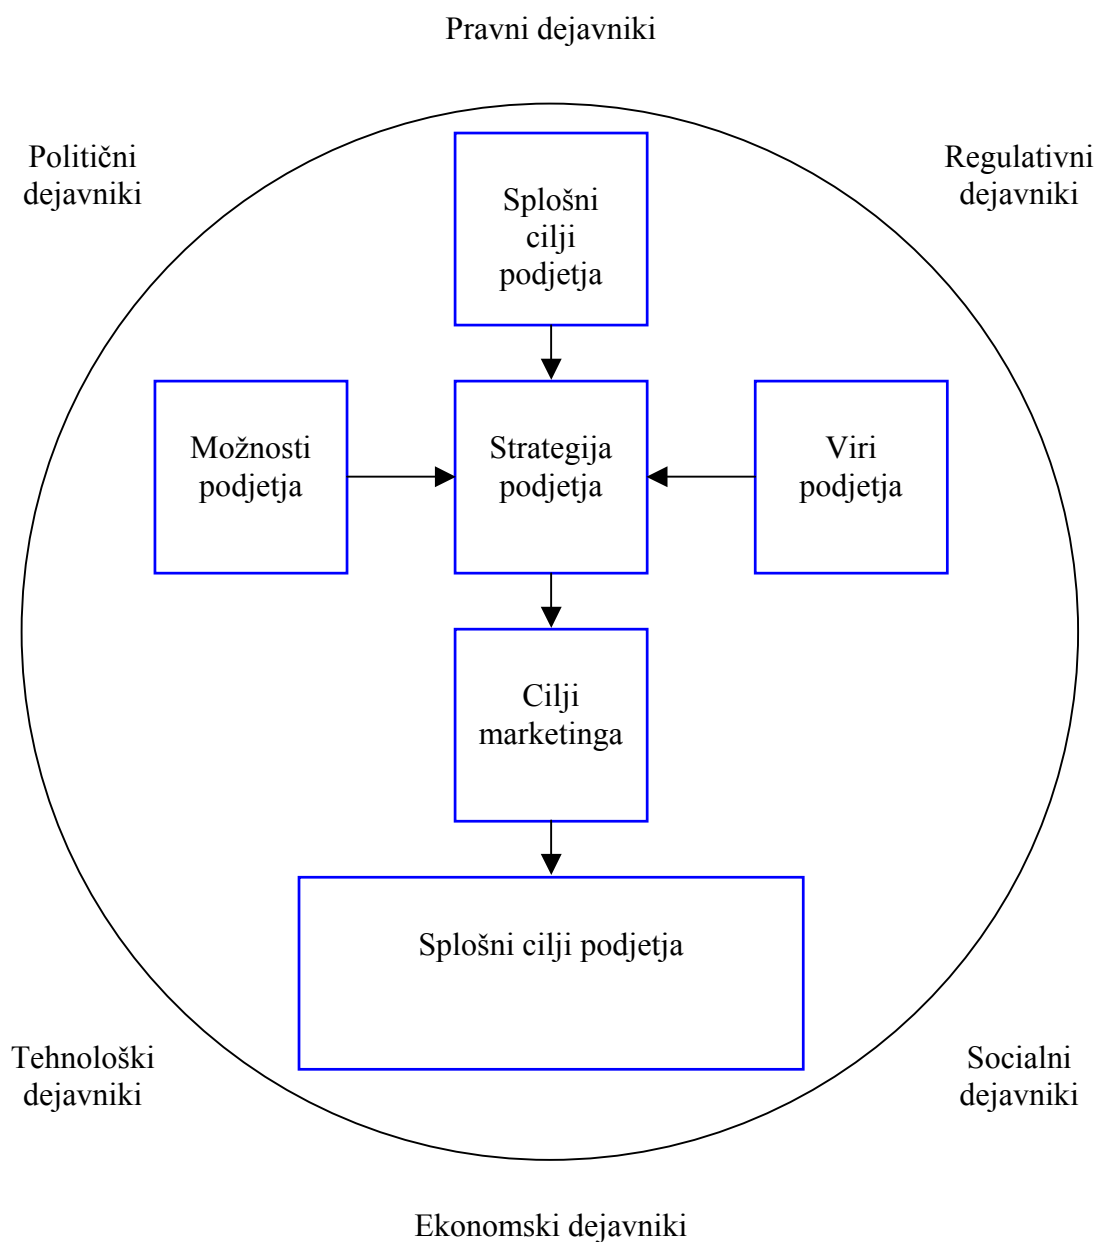 Pravni dejavniki
Politični
dejavniki
Regulativni
dejavniki
Splošni
cilji
podjetja
Možnosti
podjetja
Strategija
podjetja
Viri
podjetja
Cilji
marketinga
Splošni cilji podjetja
Tehnološki
dejavniki
Socialni
dejavniki
Ekonomski dejavniki